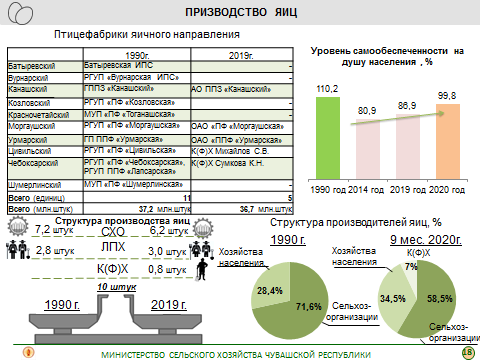 ПРИЗВОДСТВО ЯИЦ
Птицефабрики яичного направления
1990г. 2019г.
Батыревский Батыревская ИПС -
Вурнарский РГУП «Вурнарская ИПС» -
Канашский ГППЗ «Канашский» АО ППЗ «Канашский»
Козловский РГУП «ПФ «Козловская» -
Красночетайский МУП «ПФ «Тоганашская» -
Моргаушский РГУП «ПФ «Моргаушская» ОАО «ПФ «Моргаушская»
Урмарский ГП ППФ «Урмарская» ОАО «ППФ «Урмарская»
Цивильский РГУП «ПФ «Цивильская» К(Ф)Х Михайлов С.В.
Чебоксарский РГУП «ПФ «Чебоксарская», К(Ф)Х Сумкова К.Н.
РГУП ППФ «Лапсарская»
Шумерлинский МУП «ПФ «Шумерлинская» -
Всего (единиц) 11 5
Всего (млн.штук) 37,2 млн.штук 36,7 млн.штук
Уровень самообеспеченности на
душу населения , %
110,2
80,9
86,9
99,8
1990 год 2014 год 2019 год 2020 год
Структура производства яиц
7,2 штук СХО 6,2 штук
2,8 штук ЛПХ 3,0 штук
К(Ф)Х 0,8 штук
10 штук
1990 г. 2019 г.
Структура производителей яиц, %
1990 г.
Хозяйства
населения
28,4%
71,6%
Сельхоз-
организации
9 мес. 2020г.
Хозяйства
населения
К(Ф)Х
7%
34,5%
58,5%
Сельхоз-
организации
МИНИСТЕРСТВО СЕЛЬСКОГО ХОЗЯЙСТВА ЧУВАШСКОЙ РЕСПУБЛИКИ
18